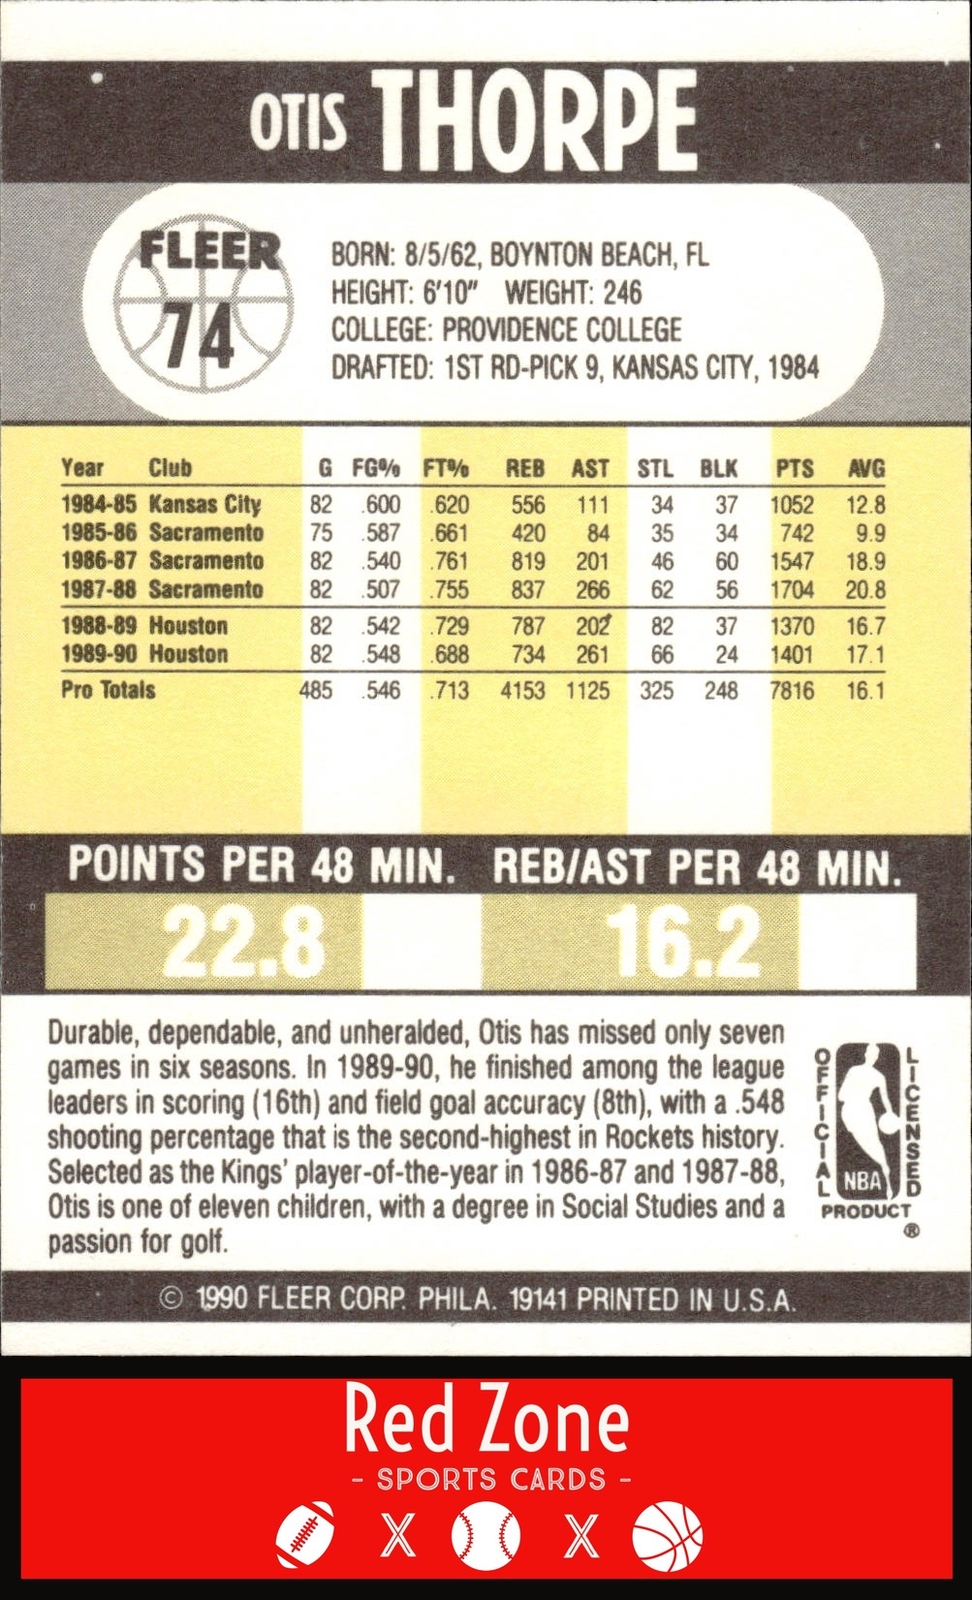 OTIS THORPE
FLEER
74
BORN: 8/5/62, BOYNTON BEACH, FL
HEIGHT: 6'10" WEIGHT: 246
COLLEGE: PROVIDENCE COLLEGE
DRAFTED: 1ST RD-PICK 9, KANSAS CITY, 1984
Year Club G FG% FT% REB AST STL BLK PTS AVG
1984-85 Kansas City 82 .600 .620 556 111 34 37 1052 12.8
1985-86 Sacramento 75 .587 .661 420 84 35 34 742 9.9
1986-87 Sacramento 82 .540 .761 819 201 46 60 1547 18.9
1987-88 Sacramento 82 .507 .755 837 266 62 56 1704 20.8
1988-89 Houston 82 .542 .729 787 202 82 37 1370 16.7
1989-90 Houston 82 .548 .688 734 261 66 24 1401 17.1
Pro Totals 485 .546 .713 4153 1125 325 248 7816 16.1
POINTS PER 48 MIN. REB/AST PER 48 MIN.
22.8 16.2
Durable, dependable, and unheralded, Otis has missed only seven
games in six seasons. In 1989-90, he finished among the league
leaders in scoring (16th) and field goal accuracy (8th), with a .548
shooting percentage that is the second-highest in Rockets history.
Selected as the Kings' player-of-the-year in 1986-87 and 1987-88,
Otis is one of eleven children, with a degree in Social Studies and a
passion for golf.
OFFICIAL
LICENSED
NBA
PRODUCT
®
© 1990 FLEER CORP. PHILA. 19141 PRINTED IN U.S.A.
Red Zone
- SPORTS CARDS -
X X